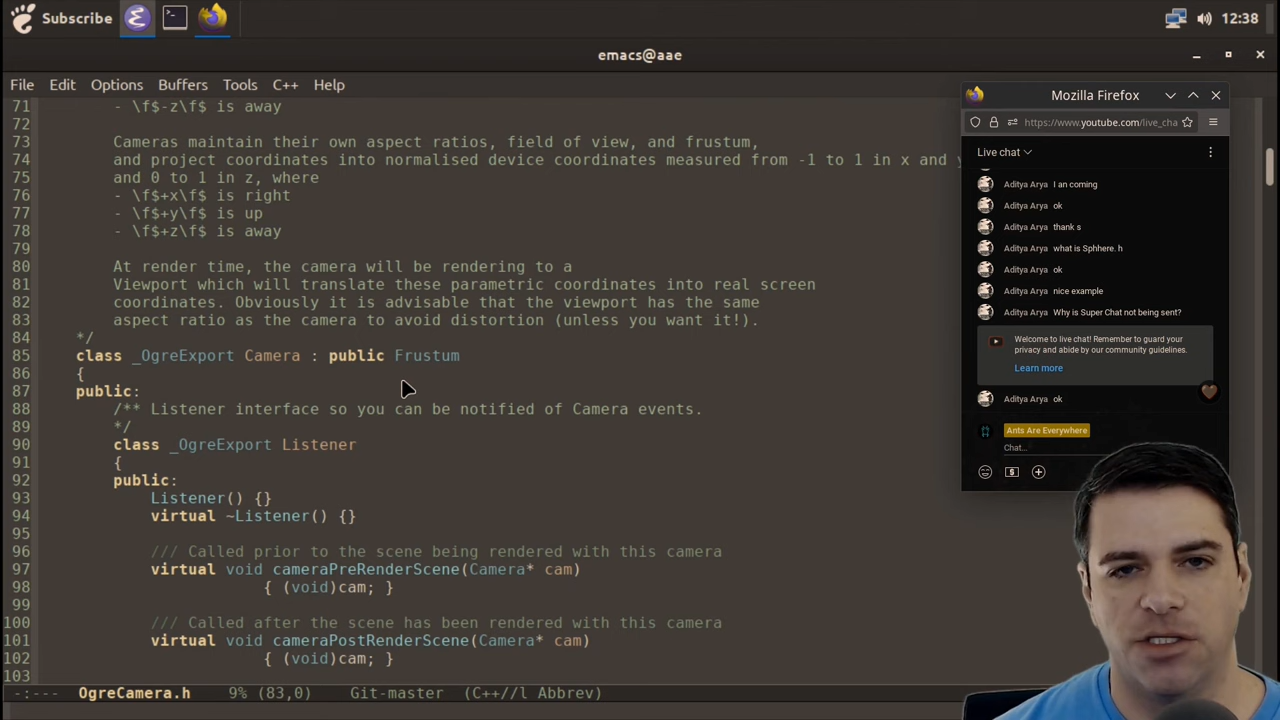 Subscribe
12:38
emacs@aae
File Edit Options Buffers Tools C++ Help
71 - \f$-z\f$ is away
72
73 Cameras maintain their own aspect ratios, field of view, and frustum,
74 and project coordinates into normalised device coordinates measured from -1 to 1 in x and y
75 and 0 to 1 in z, where
76 - \f$+x\f$ is right
77 - \f$+y\f$ is up
78 - \f$+z\f$ is away
79
80 At render time, the camera will be rendering to a
81 Viewport which will translate these parametric coordinates into real screen
82 coordinates. Obviously it is advisable that the viewport has the same
83 aspect ratio as the camera to avoid distortion (unless you want it!).
84 */
85 class _OgreExport Camera : public Frustum
86 {
87 public:
88 /** Listener interface so you can be notified of Camera events.
89 */
90 class _OgreExport Listener
91 {
92 public:
93 Listener() {}
94 virtual ~Listener() {}
95
96 /// Called prior to the scene being rendered with this camera
97 virtual void cameraPreRenderScene(Camera* cam)
98 { (void)cam; }
99
100 /// Called after the scene has been rendered with this camera
101 virtual void cameraPostRenderScene(Camera* cam)
102 { (void)cam; }
103
-:--- OgreCamera.h 9% (83,0) Git-master (C++//l Abbrev)
Mozilla Firefox
https://www.youtube.com/live_cha
Live chat
Aditya Arya I an coming
Aditya Arya ok
Aditya Arya thank s
Aditya Arya what is Sphhere. h
Aditya Arya ok
Aditya Arya nice example
Aditya Arya Why is Super Chat not being sent?
Welcome to live chat! Remember to guard your
privacy and abide by our community guidelines.
Learn more
Aditya Arya ok
Ants Are Everywhere
Chat...